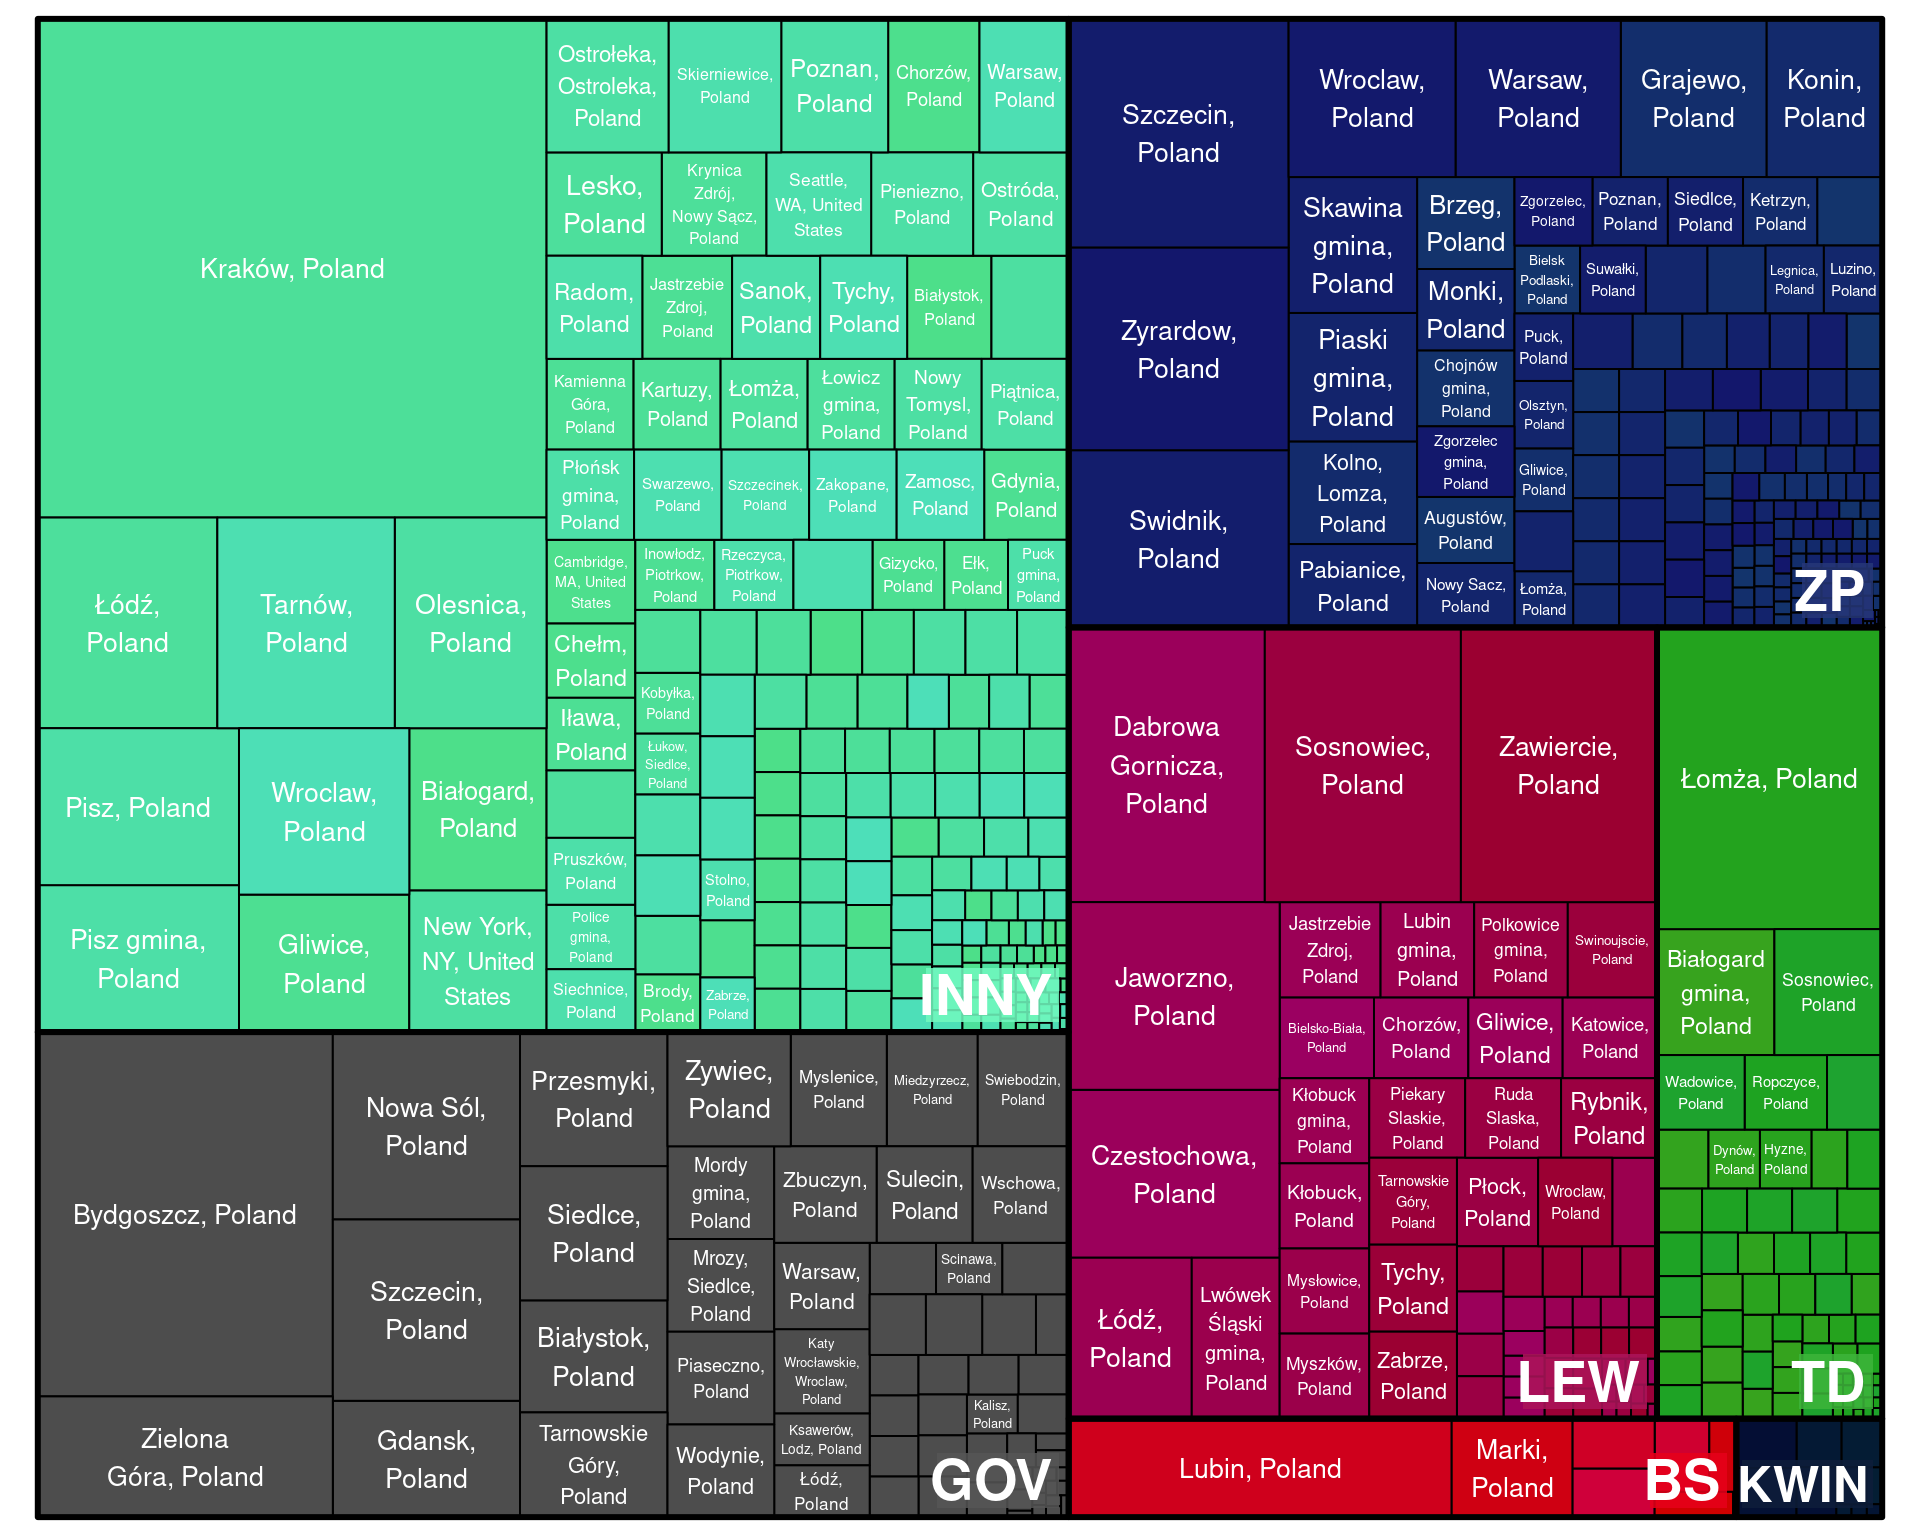 Kraków, Poland
Łódź,
Poland
Tarnów,
Poland
Olesnica,
Poland
Pisz, Poland
Wroclaw,
Poland
Białogard,
Poland
Pisz gmina,
Poland
Gliwice,
Poland
New York,
NY, United
States
Ostrołeka,
Ostroleka,
Poland
Skierniewice,
Poland
Poznan,
Poland
Chorzów,
Poland
Warsaw,
Poland
Lesko,
Poland
Krynica
Zdrój,
Nowy Sącz,
Poland
Seattle,
WA, United
States
Pieniezno,
Poland
Ostróda,
Poland
Radom,
Poland
Jastrzebie
Zdroj,
Poland
Sanok,
Poland
Tychy,
Poland
Białystok,
Poland
Kamienna
Góra,
Poland
Kartuzy,
Poland
Łomża,
Poland
Łowicz
gmina,
Poland
Nowy
Tomysl,
Poland
Piątnica,
Poland
Płońsk
gmina,
Poland
Swarzewo,
Poland
Szczecinek,
Poland
Zakopane,
Poland
Zamosc,
Poland
Gdynia,
Poland
Cambridge,
MA, United
States
Inowłodz,
Piotrkow,
Poland
Rzeczyca,
Piotrkow,
Poland
Gizycko,
Poland
Ełk,
Poland
Puck
gmina,
Poland
Chełm,
Poland
Kobyłka,
Poland
Iława,
Poland
Łukow,
Siedlce,
Poland
Pruszków,
Poland
Stolno,
Poland
Police
gmina,
Poland
Siechnice,
Poland
Brody,
Poland
Zabrze,
Poland
INNY
Szczecin,
Poland
Zyrardow,
Poland
Swidnik,
Poland
Wroclaw,
Poland
Warsaw,
Poland
Grajewo,
Poland
Konin,
Poland
Skawina
gmina,
Poland
Piaski
gmina,
Poland
Kolno,
Lomza,
Poland
Pabianice,
Poland
Brzeg,
Poland
Monki,
Poland
Chojnów
gmina,
Poland
Zgorzelec
gmina,
Poland
Augustów,
Poland
Nowy Sacz,
Poland
Zgorzelec,
Poland
Poznan,
Poland
Siedlce,
Poland
Ketrzyn,
Poland
Bielsk
Podlaski,
Poland
Suwałki,
Poland
Legnica,
Poland
Luzino,
Poland
Puck,
Poland
Olsztyn,
Poland
Gliwice,
Poland
Łomża,
Poland
ZP
Bydgoszcz, Poland
Zielona
Góra, Poland
Nowa Sól,
Poland
Szczecin,
Poland
Gdansk,
Poland
Przesmyki,
Poland
Siedlce,
Poland
Białystok,
Poland
Tarnowskie
Góry,
Poland
Zywiec,
Poland
Myslenice,
Poland
Miedzyrzecz,
Poland
Swiebodzin,
Poland
Mordy
gmina,
Poland
Zbuczyn,
Poland
Sulecin,
Poland
Wschowa,
Poland
Mrozy,
Siedlce,
Poland
Warsaw,
Poland
Scinawa,
Poland
Piaseczno,
Poland
Katy
Wrocławskie,
Wroclaw,
Poland
Wodynie,
Poland
Ksawerów,
Lodz, Poland
Łódź,
Poland
Kalisz,
Poland
GOV
Dabrowa
Gornicza,
Poland
Sosnowiec,
Poland
Zawiercie,
Poland
Jaworzno,
Poland
Czestochowa,
Poland
Łódź,
Poland
Lwówek
Śląski
gmina,
Poland
Jastrzebie
Zdroj,
Poland
Lubin
gmina,
Poland
Polkowice
gmina,
Poland
Swinoujscie,
Poland
Bielsko-Biała,
Poland
Chorzów,
Poland
Gliwice,
Poland
Katowice,
Poland
Kłobuck
gmina,
Poland
Piekary
Slaskie,
Poland
Ruda
Slaska,
Poland
Rybnik,
Poland
Kłobuck,
Poland
Tarnowskie
Góry,
Poland
Płock,
Poland
Wroclaw,
Poland
Mysłowice,
Poland
Tychy,
Poland
Myszków,
Poland
Zabrze,
Poland
LEW
Łomża, Poland
Białogard
gmina,
Poland
Sosnowiec,
Poland
Wadowice,
Poland
Ropczyce,
Poland
Dynów,
Poland
Hyzne,
Poland
TD
Lubin, Poland
Marki,
Poland
BS
KWIN